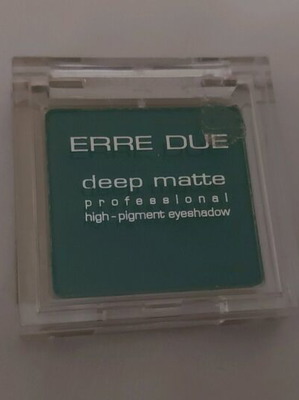 ERRE DUE
deep matte
professional
high-pigment eyeshadow